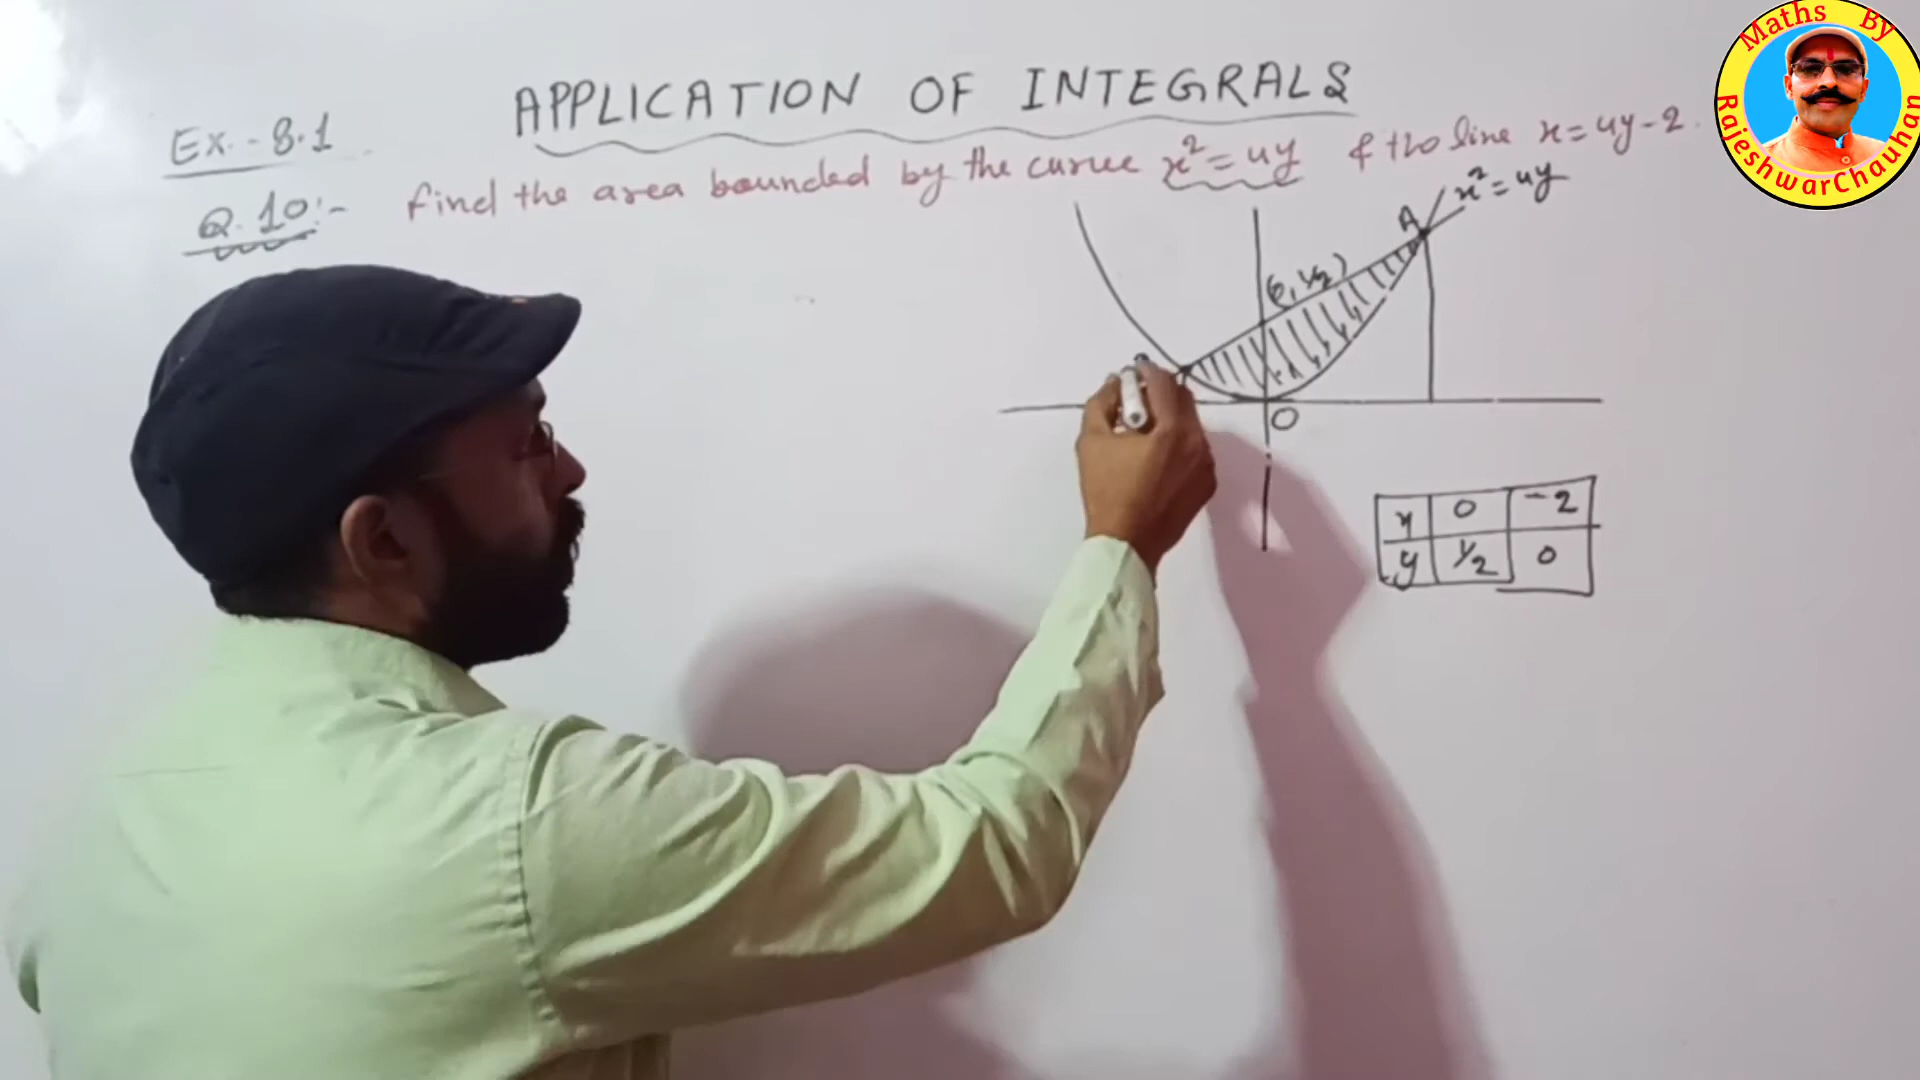 APPLICATION OF INTEGRALS
Ex.-8.1
Q.10:- find the area bounded by the curve x²=4y & the line x=4y-2.
x²=4y
A
(0,1/2)
O
x 0 -2
y 1/2 0
Maths By
RajeshwarChauhan